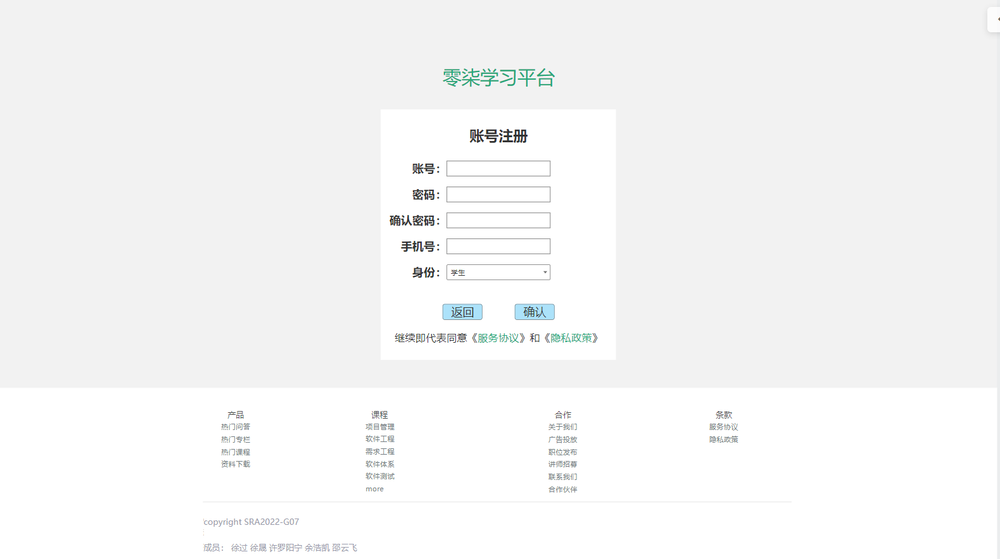 零柒学习平台
账号注册
账号：
密码：
确认密码：
手机号：
身份： 学生
返回 确认
继续即代表同意《服务协议》和《隐私政策》
产品
热门问答
热门专栏
热门课程
资料下载
课程
项目管理
软件工程
需求工程
软件体系
软件测试
more
合作
关于我们
广告投放
职位发布
讲师招募
联系我们
合作伙伴
条款
服务协议
隐私政策
copyright SRA2022-G07
成员： 徐过 徐晟 许罗阳宁 余浩凯 邵云飞